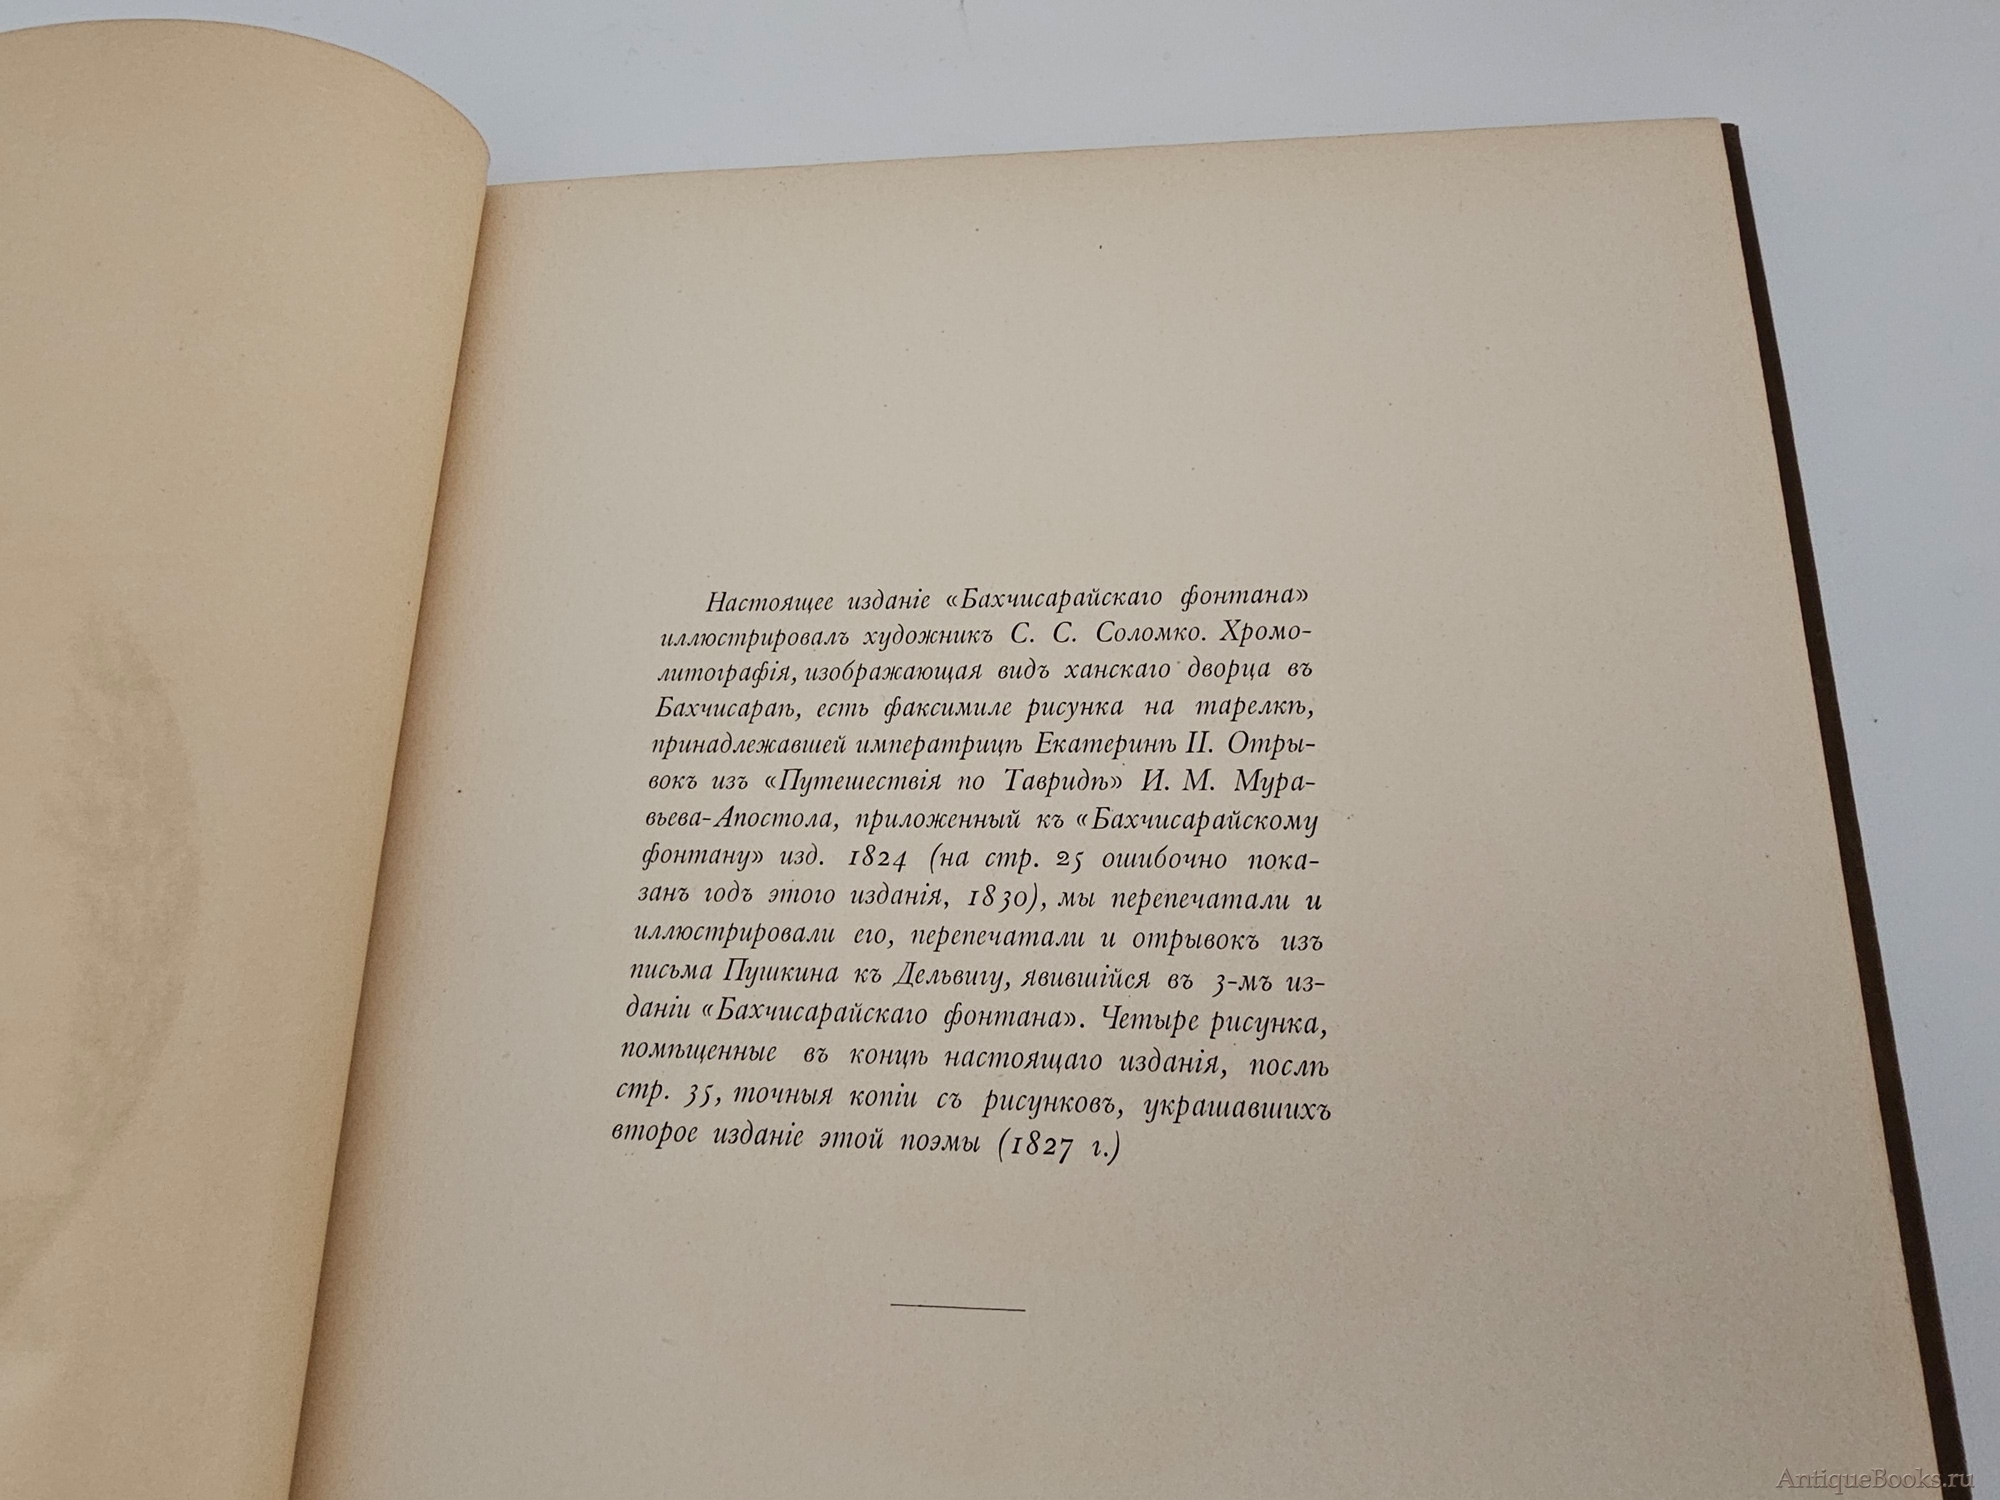 Настоящее изданіе «Бахчисарайскаго фонтана»
иллюстрировалъ художникъ С. С. Соломко. Хромо-
литографія, изображающая видъ ханскаго дворца въ
Бахчисараѣ, есть факсимиле рисунка на тарелкѣ,
принадлежавшей императрицѣ Екатеринѣ II. Отры-
вокъ изъ «Путешествія по Тавридѣ» И. М. Мура-
вьева-Апостола, приложенный къ «Бахчисарайскому
фонтану» изд. 1824 (на стр. 25 ошибочно пока-
занъ годъ этого изданія, 1830), мы перепечатали и
иллюстрировали его, перепечатали и отрывокъ изъ
письма Пушкина къ Дельвигу, явившійся въ 3-мъ из-
даніи «Бахчисарайскаго фонтана». Четыре рисунка,
помѣщенные въ концѣ настоящаго изданія, послѣ
стр. 35, точныя копіи съ рисунковъ, украшавшихъ
второе изданіе этой поэмы (1827 г.)
AntiqueBooks.ru